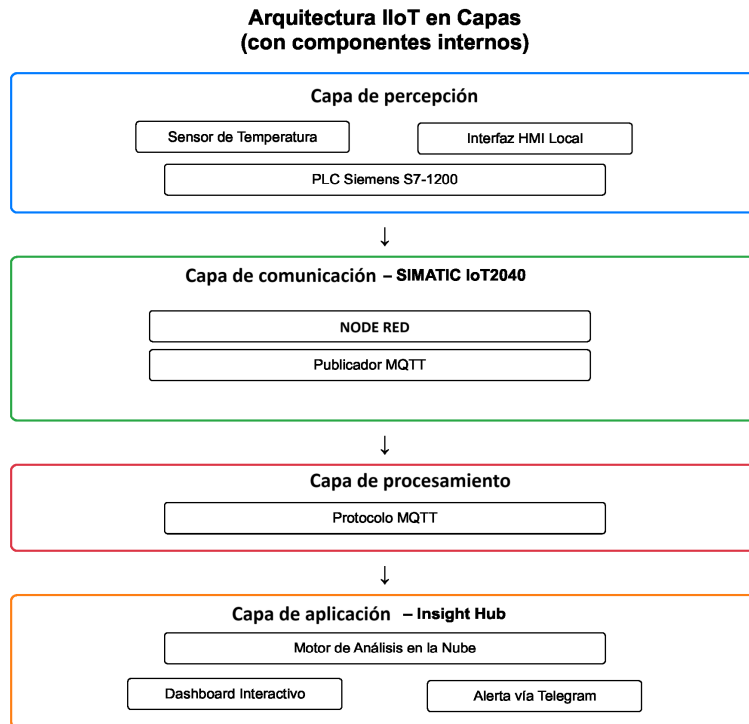 Arquitectura IIoT en Capas
(con componentes internos)
Capa de percepción
Sensor de Temperatura
Interfaz HMI Local
PLC Siemens S7-1200
Capa de comunicación – SIMATIC IoT2040
NODE RED
Publicador MQTT
Capa de procesamiento
Protocolo MQTT
Capa de aplicación – Insight Hub
Motor de Análisis en la Nube
Dashboard Interactivo
Alerta vía Telegram